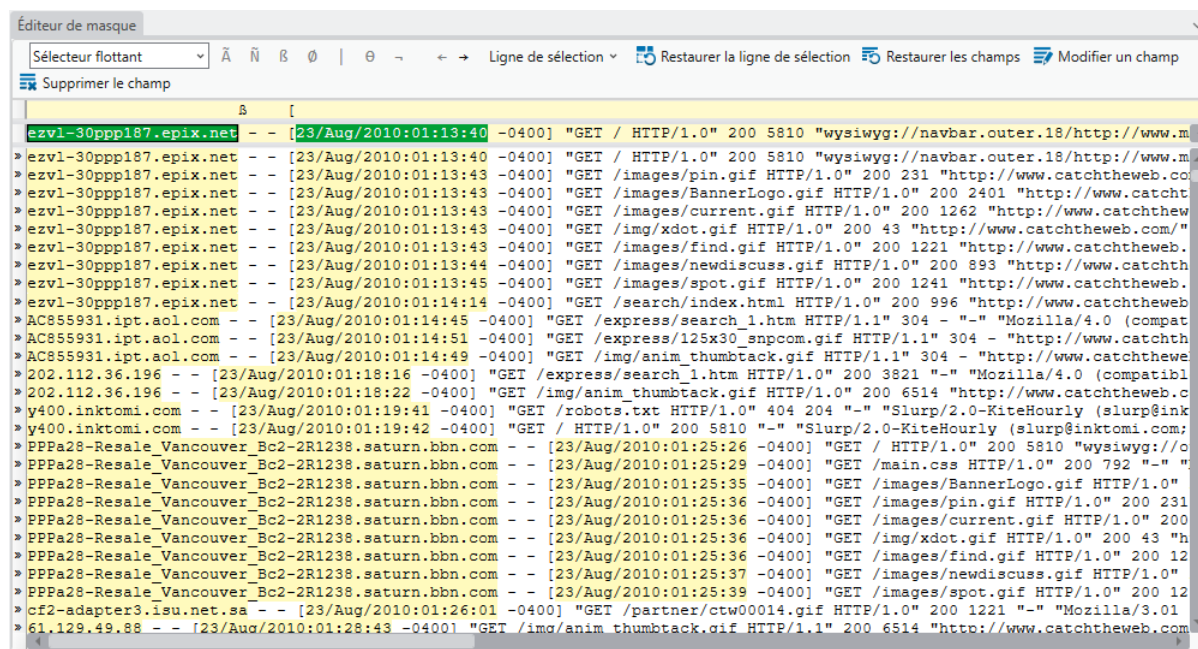 Éditeur de masque
Sélecteur flottant Ã Ñ ß Ø | Ө ¬ ← → Ligne de sélection Restaurer la ligne de sélection Restaurer les champs Modifier un champ
Supprimer le champ
ß [
ezvl-30ppp187.epix.net - - [23/Aug/2010:01:13:40 -0400] "GET / HTTP/1.0" 200 5810 "wysiwyg://navbar.outer.18/http://www.m
» ezvl-30ppp187.epix.net - - [23/Aug/2010:01:13:40 -0400] "GET / HTTP/1.0" 200 5810 "wysiwyg://navbar.outer.18/http://www.m
» ezvl-30ppp187.epix.net - - [23/Aug/2010:01:13:43 -0400] "GET /images/pin.gif HTTP/1.0" 200 231 "http://www.catchtheweb.co
» ezvl-30ppp187.epix.net - - [23/Aug/2010:01:13:43 -0400] "GET /images/BannerLogo.gif HTTP/1.0" 200 2401 "http://www.catcht
» ezvl-30ppp187.epix.net - - [23/Aug/2010:01:13:43 -0400] "GET /images/current.gif HTTP/1.0" 200 1262 "http://www.catchthew
» ezvl-30ppp187.epix.net - - [23/Aug/2010:01:13:43 -0400] "GET /img/xdot.gif HTTP/1.0" 200 43 "http://www.catchtheweb.com/"
» ezvl-30ppp187.epix.net - - [23/Aug/2010:01:13:43 -0400] "GET /images/find.gif HTTP/1.0" 200 1221 "http://www.catchtheweb.
» ezvl-30ppp187.epix.net - - [23/Aug/2010:01:13:44 -0400] "GET /images/newdiscuss.gif HTTP/1.0" 200 893 "http://www.catchth
» ezvl-30ppp187.epix.net - - [23/Aug/2010:01:13:45 -0400] "GET /images/spot.gif HTTP/1.0" 200 1241 "http://www.catchtheweb.
» ezvl-30ppp187.epix.net - - [23/Aug/2010:01:14:14 -0400] "GET /search/index.html HTTP/1.0" 200 996 "http://www.catchtheweb
» AC855931.ipt.aol.com - - [23/Aug/2010:01:14:45 -0400] "GET /express/search_1.htm HTTP/1.1" 304 - "-" "Mozilla/4.0 (compat
» AC855931.ipt.aol.com - - [23/Aug/2010:01:14:51 -0400] "GET /express/125x30_snpcom.gif HTTP/1.1" 304 - "http://www.catchth
» AC855931.ipt.aol.com - - [23/Aug/2010:01:14:49 -0400] "GET /img/anim_thumbtack.gif HTTP/1.1" 304 - "http://www.catchthewe
» 202.112.36.196 - - [23/Aug/2010:01:18:16 -0400] "GET /express/search_1.htm HTTP/1.0" 200 3821 "-" "Mozilla/4.0 (compatibl
» 202.112.36.196 - - [23/Aug/2010:01:18:22 -0400] "GET /img/anim_thumbtack.gif HTTP/1.0" 200 6514 "http://www.catchtheweb.c
» y400.inktomi.com - - [23/Aug/2010:01:19:41 -0400] "GET /robots.txt HTTP/1.0" 404 204 "-" "Slurp/2.0-KiteHourly (slurp@ink
» y400.inktomi.com - - [23/Aug/2010:01:19:42 -0400] "GET / HTTP/1.0" 200 5810 "-" "Slurp/2.0-KiteHourly (slurp@inktomi.com;
» PPPa28-Resale_Vancouver_Bc2-2R1238.saturn.bbn.com - - [23/Aug/2010:01:25:26 -0400] "GET / HTTP/1.0" 200 5810 "wysiwyg://o
» PPPa28-Resale_Vancouver_Bc2-2R1238.saturn.bbn.com - - [23/Aug/2010:01:25:29 -0400] "GET /main.css HTTP/1.0" 200 792 "-" "
» PPPa28-Resale_Vancouver_Bc2-2R1238.saturn.bbn.com - - [23/Aug/2010:01:25:35 -0400] "GET /images/BannerLogo.gif HTTP/1.0"
» PPPa28-Resale_Vancouver_Bc2-2R1238.saturn.bbn.com - - [23/Aug/2010:01:25:36 -0400] "GET /images/pin.gif HTTP/1.0" 200 231
» PPPa28-Resale_Vancouver_Bc2-2R1238.saturn.bbn.com - - [23/Aug/2010:01:25:36 -0400] "GET /images/current.gif HTTP/1.0" 200
» PPPa28-Resale_Vancouver_Bc2-2R1238.saturn.bbn.com - - [23/Aug/2010:01:25:36 -0400] "GET /img/xdot.gif HTTP/1.0" 200 43 "h
» PPPa28-Resale_Vancouver_Bc2-2R1238.saturn.bbn.com - - [23/Aug/2010:01:25:36 -0400] "GET /images/find.gif HTTP/1.0" 200 12
» PPPa28-Resale_Vancouver_Bc2-2R1238.saturn.bbn.com - - [23/Aug/2010:01:25:37 -0400] "GET /images/newdiscuss.gif HTTP/1.0"
» PPPa28-Resale_Vancouver_Bc2-2R1238.saturn.bbn.com - - [23/Aug/2010:01:25:39 -0400] "GET /images/spot.gif HTTP/1.0" 200 12
» cf2-adapter3.isu.net.sa - - [23/Aug/2010:01:26:01 -0400] "GET /partner/ctw00014.gif HTTP/1.0" 200 1221 "-" "Mozilla/3.01
» 61.129.49.88 - - [23/Aug/2010:01:28:43 -0400] "GET /img/anim_thumbtack.gif HTTP/1.1" 200 6514 "http://www.catchtheweb.com